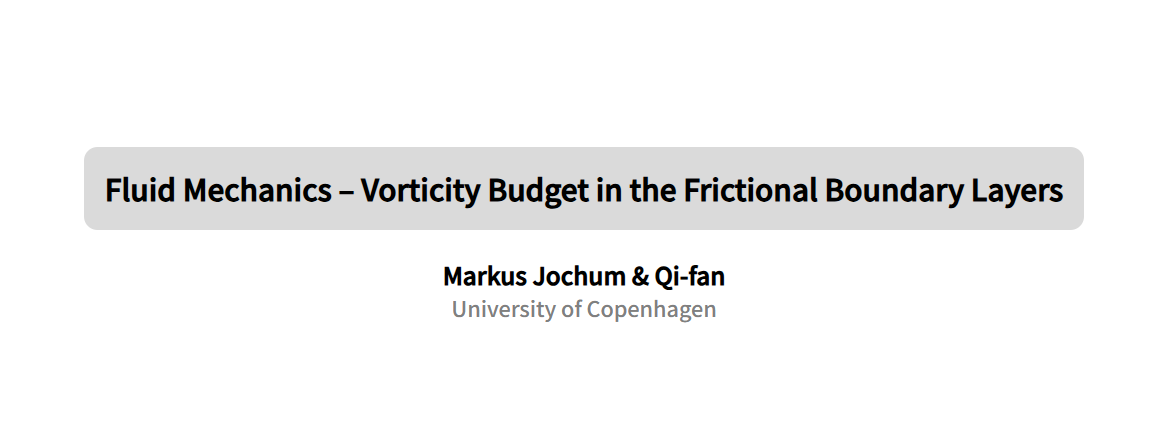 Fluid Mechanics – Vorticity Budget in the Frictional Boundary Layers
Markus Jochum & Qi-fan
University of Copenhagen